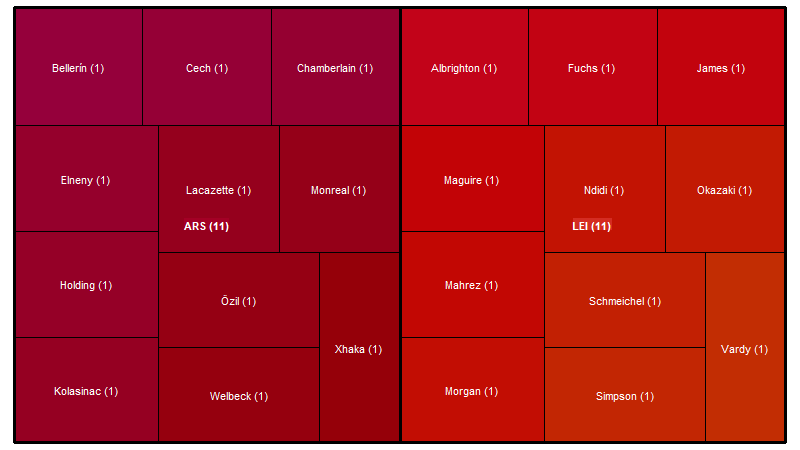 Bellerín (1)
Cech (1)
Chamberlain (1)
Albrighton (1)
Fuchs (1)
James (1)
Elneny (1)
Lacazette (1)
Monreal (1)
Maguire (1)
Ndidi (1)
Okazaki (1)
ARS (11)
LEI (11)
Holding (1)
Özil (1)
Mahrez (1)
Schmeichel (1)
Xhaka (1)
Vardy (1)
Kolasinac (1)
Welbeck (1)
Morgan (1)
Simpson (1)